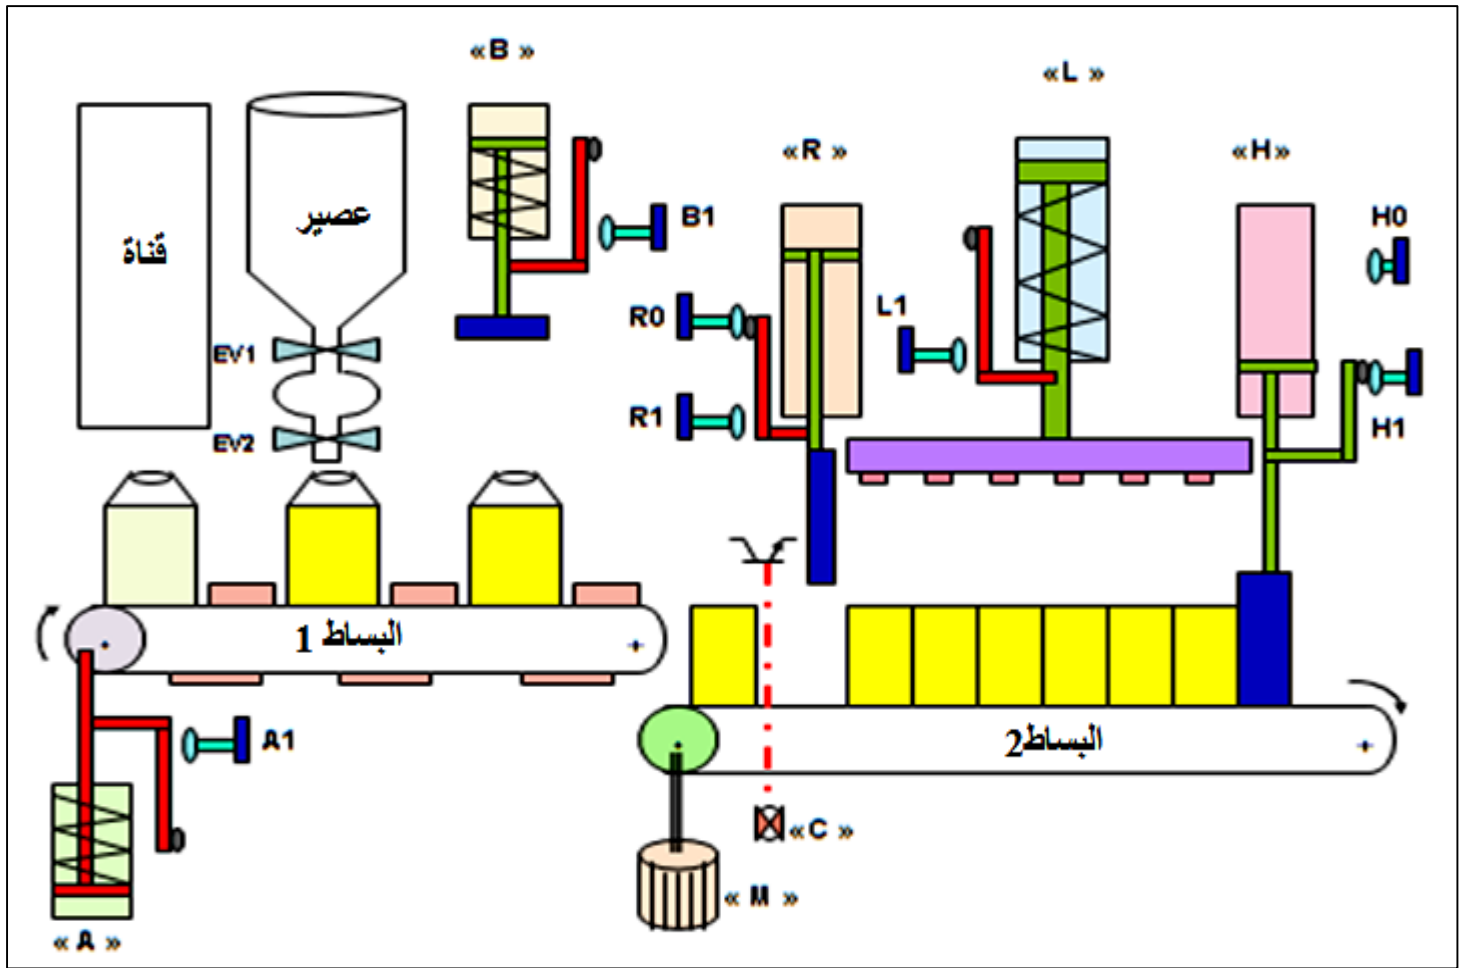 « B »
« L »
« R »
«H»
قناة
عصير
B1
H0
R0
L1
EV1
R1
H1
EV2
البساط 1
+
البساط2
+
A1
« C »
« M »
« A »